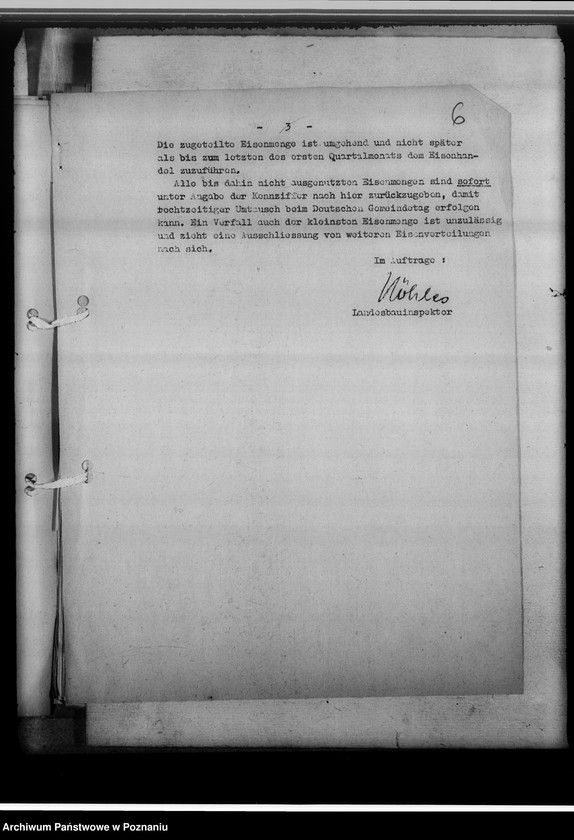 6
- 3 -
Die zugeteilte Eisenmenge ist umgehend und nicht später
als bis zum letzten des ersten Quartalmonats dem Eisenhan-
del zuzuführen.
Alle bis dahin nicht ausgenutzten Eisenmengen sind sofort
unter Angabe der Kennziffer nach hier zurückzugeben, damit
rechtzeitiger Umtausch beim Deutschen Gemeindetag erfolgen
kann. Ein Verfall auch der kleinsten Eisenmenge ist unzulässig
und zieht eine Ausschliessung von weiteren Eisenverteilungen
nach sich.
Im Auftrage :
Landesbauinspektor
Archiwum Państwowe w Poznaniu